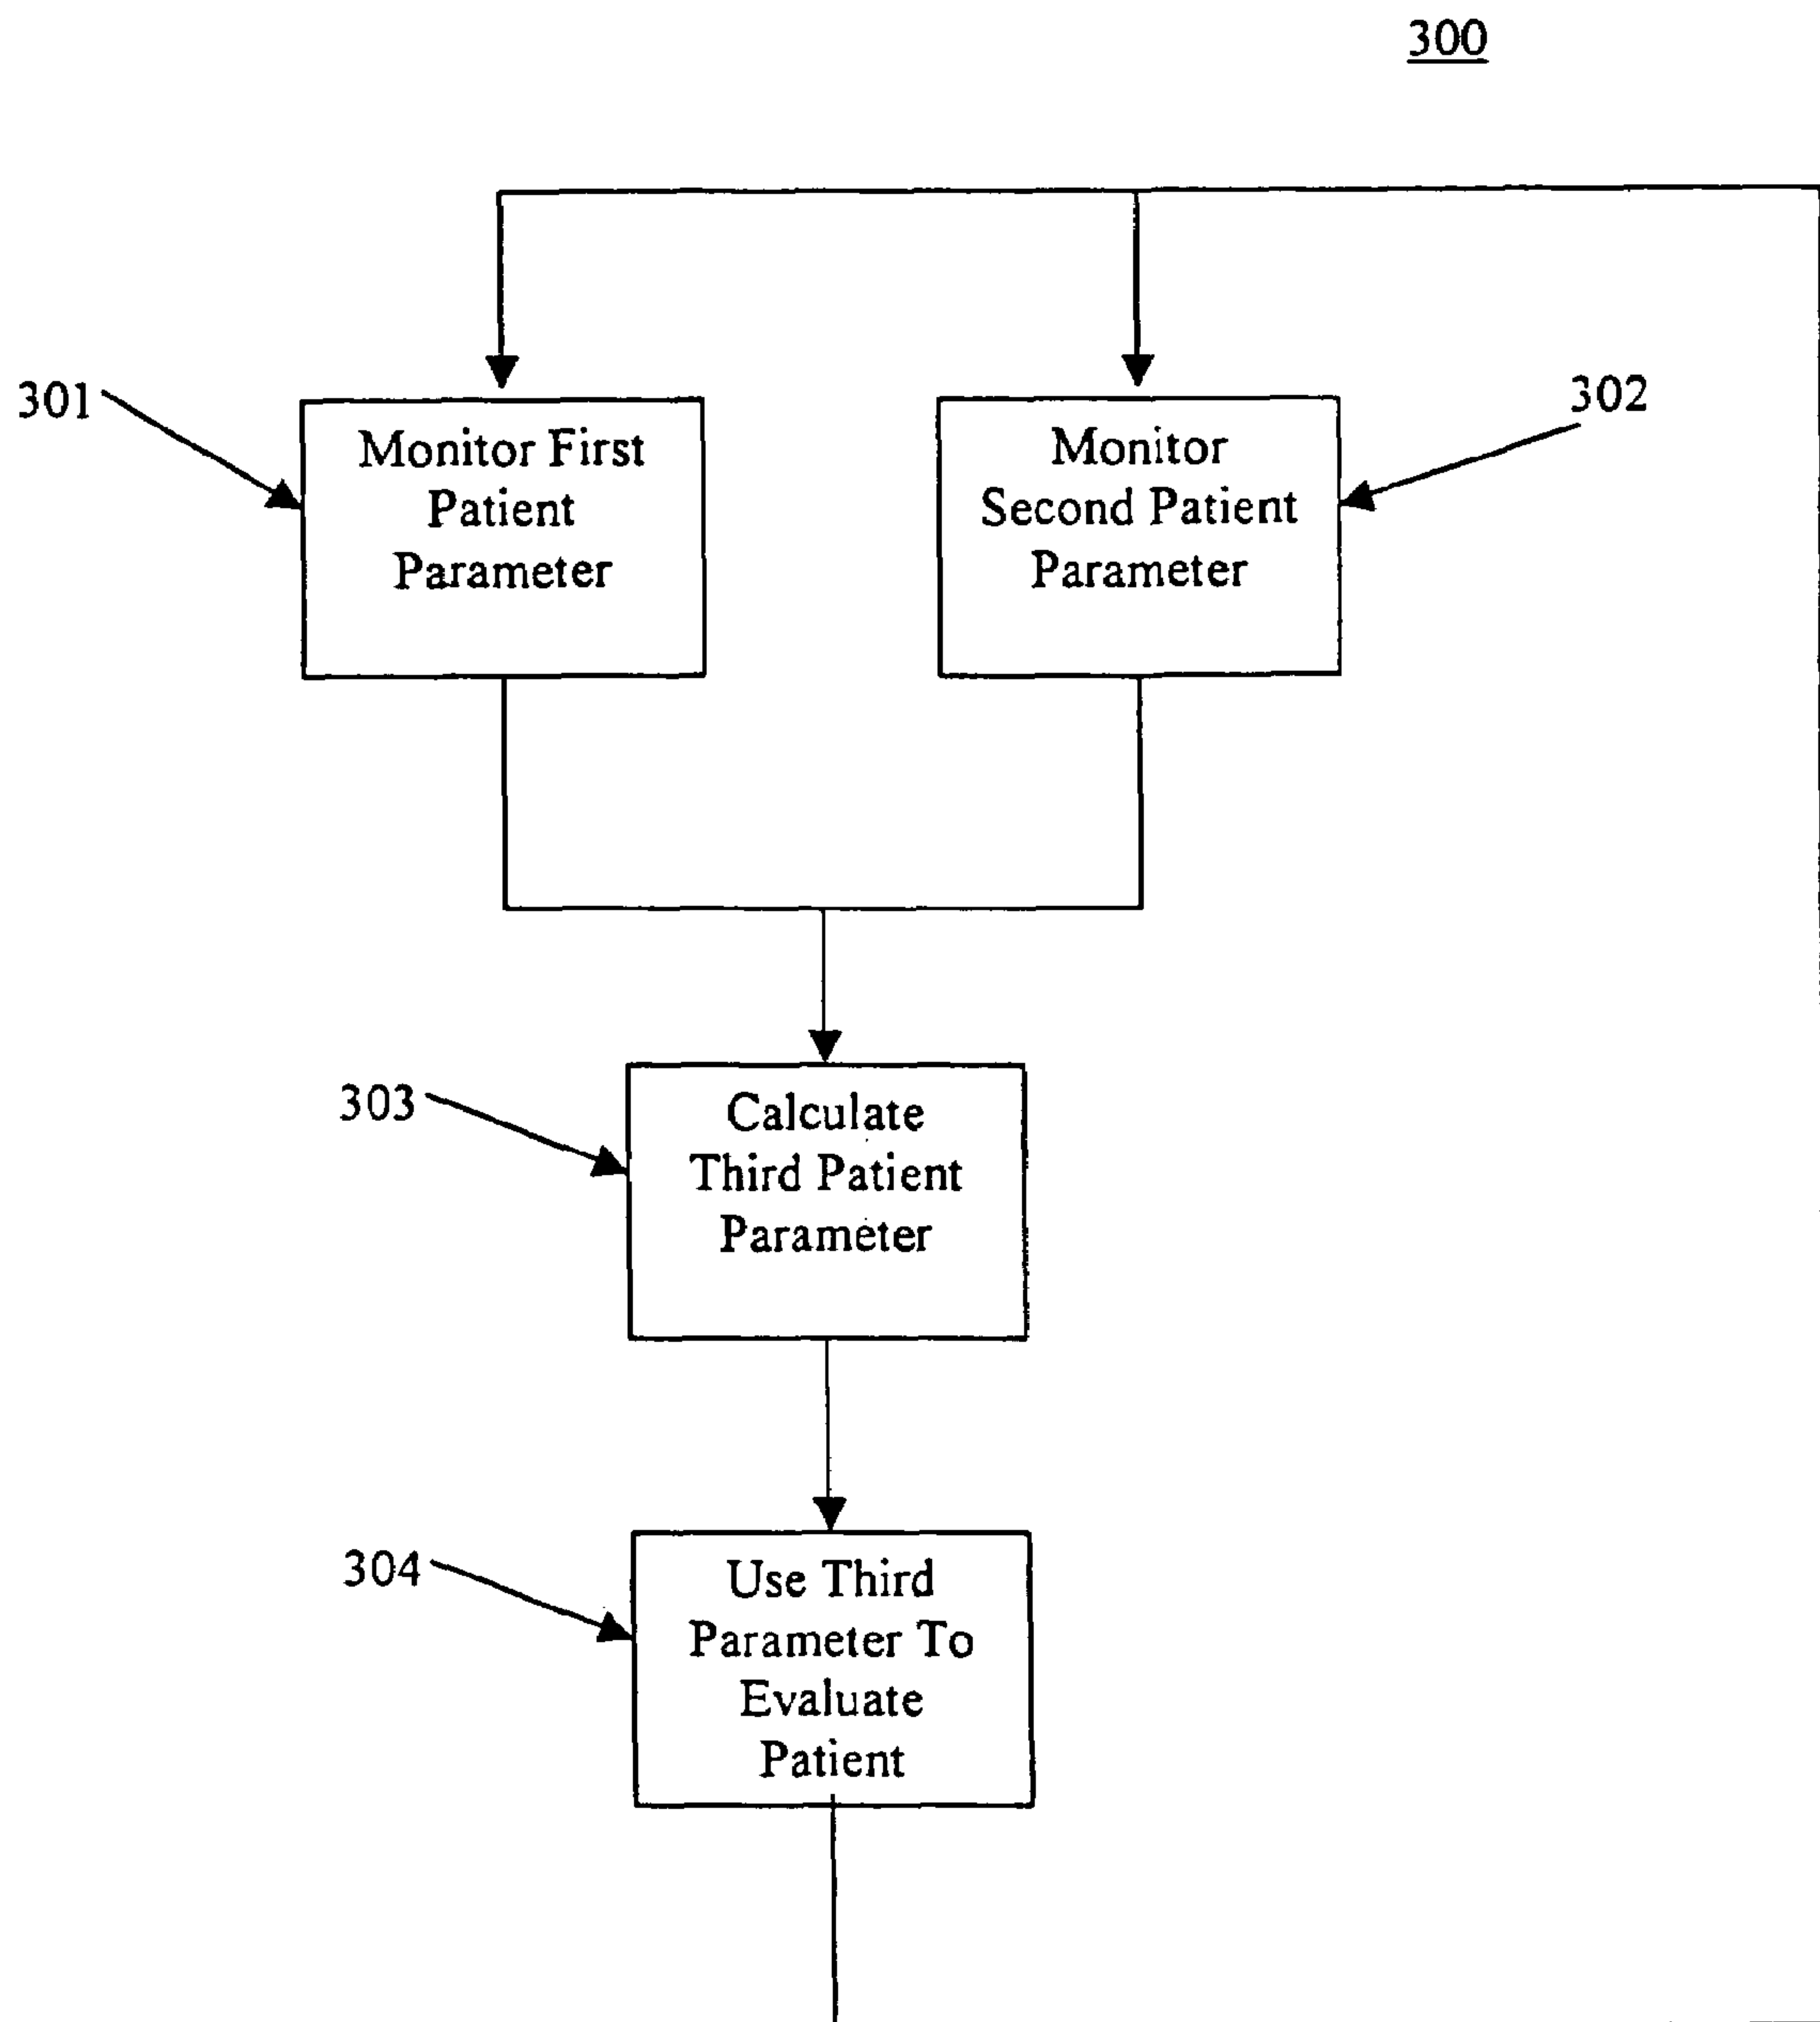 300
301
Monitor First
Patient
Parameter
Monitor
Second Patient
Parameter
302
303
Calculate
Third Patient
Parameter
304
Use Third
Parameter To
Evaluate
Patient